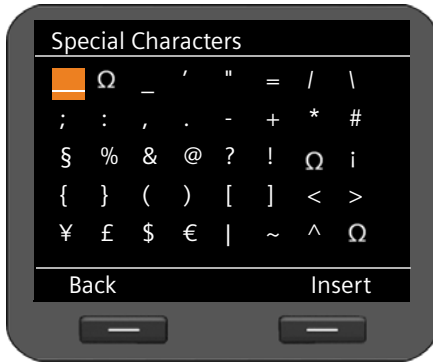 Special Characters
Ω _ ′ " = / \
; : , . - + * #
§ % & @ ? ! Ω ¡
{ } ( ) [ ] < >
¥ £ $ € | ~ ^ Ω
Back Insert